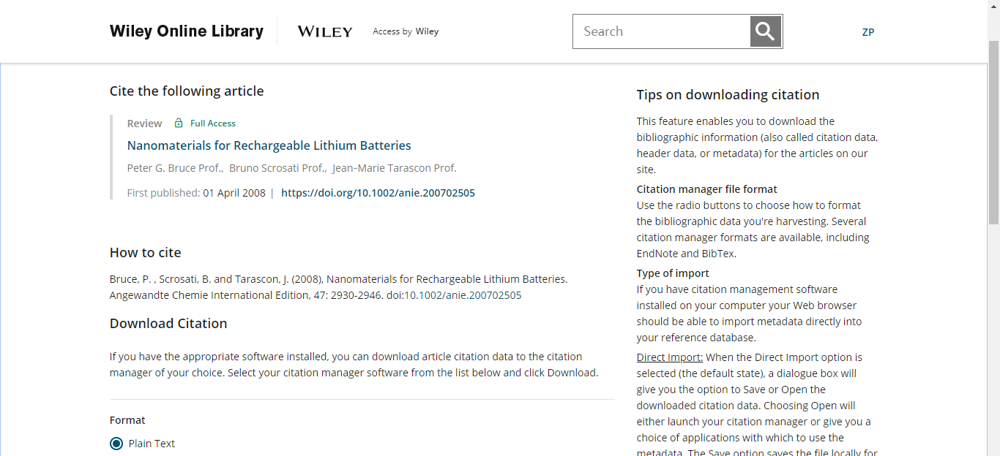 Wiley Online Library
WILEY
Access by Wiley
Search
ZP
Cite the following article
Review Full Access
Nanomaterials for Rechargeable Lithium Batteries
Peter G. Bruce Prof., Bruno Scrosati Prof., Jean-Marie Tarascon Prof.
First published: 01 April 2008 | https://doi.org/10.1002/anie.200702505
How to cite
Bruce, P. , Scrosati, B. and Tarascon, J. (2008), Nanomaterials for Rechargeable Lithium Batteries.
Angewandte Chemie International Edition, 47: 2930-2946. doi:10.1002/anie.200702505
Download Citation
If you have the appropriate software installed, you can download article citation data to the citation
manager of your choice. Select your citation manager software from the list below and click Download.
Format
Plain Text
Tips on downloading citation
This feature enables you to download the
bibliographic information (also called citation data,
header data, or metadata) for the articles on our
site.
Citation manager file format
Use the radio buttons to choose how to format
the bibliographic data you're harvesting. Several
citation manager formats are available, including
EndNote and BibTex.
Type of import
If you have citation management software
installed on your computer your Web browser
should be able to import metadata directly into
your reference database.
Direct Import: When the Direct Import option is
selected (the default state), a dialogue box will
give you the option to Save or Open the
downloaded citation data. Choosing Open will
either launch your citation manager or give you a
choice of applications with which to use the
metadata. The Save option saves the file locally for